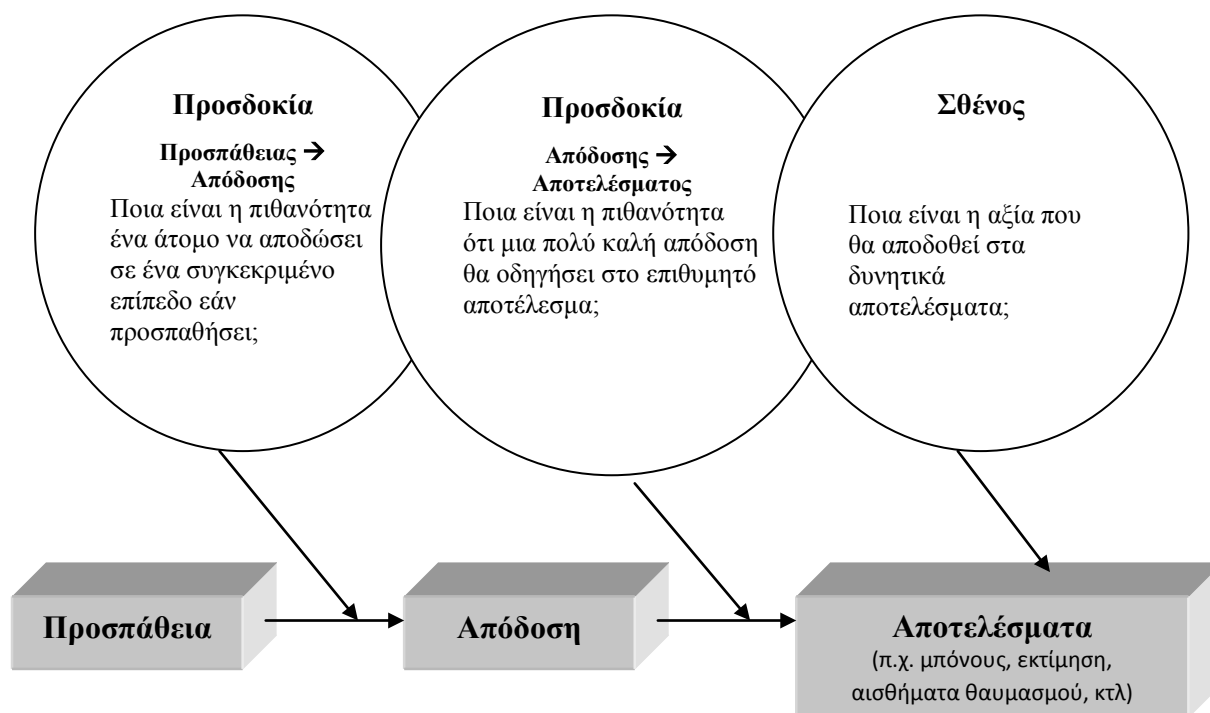 Προσδοκία
Προσπάθειας →
Απόδοσης
Ποια είναι η πιθανότητα
ένα άτομο να αποδώσει
σε ένα συγκεκριμένο
επίπεδο εάν
προσπαθήσει;
Προσδοκία
Απόδοσης →
Αποτελέσματος
Ποια είναι η πιθανότητα
ότι μια πολύ καλή απόδοση
θα οδηγήσει στο επιθυμητό
αποτέλεσμα;
Σθένος
Ποια είναι η αξία που
θα αποδοθεί στα
δυνητικά
αποτελέσματα;
Προσπάθεια
Απόδοση
Αποτελέσματα
(π.χ. μπόνους, εκτίμηση,
αισθήματα θαυμασμού, κτλ)